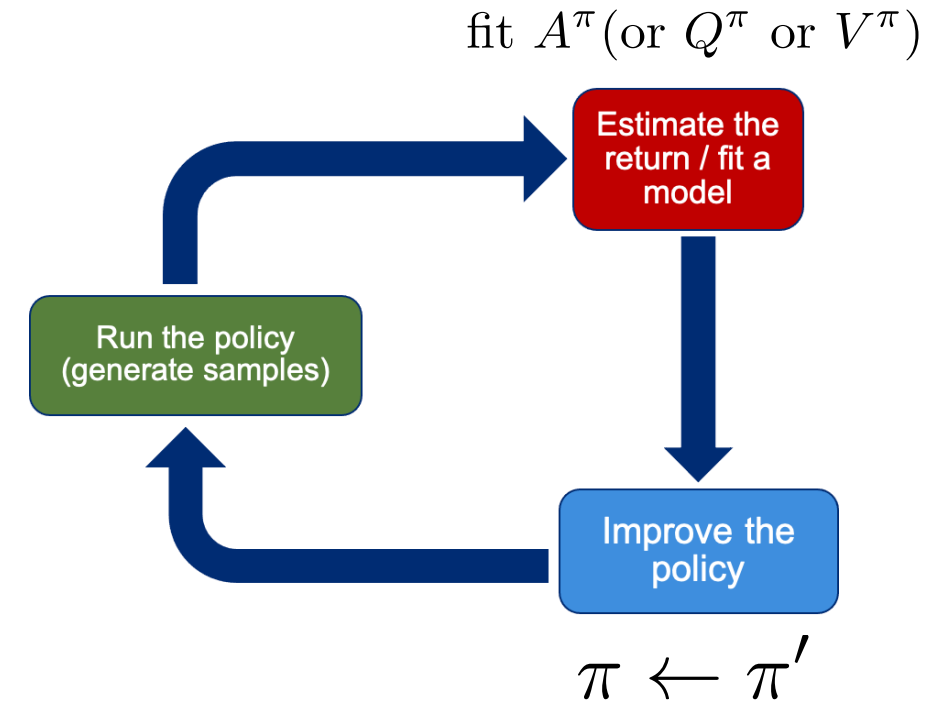 fit A^π(or Q^π or V^π)
Estimate the
return / fit a
model
Run the policy
(generate samples)
Improve the
policy
π ← π′